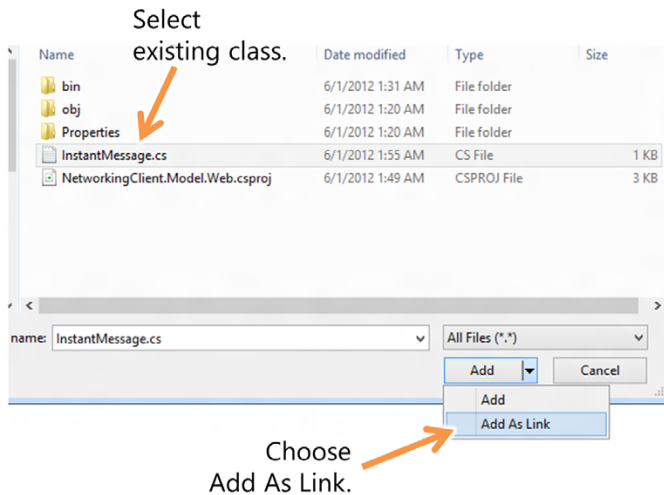 Select
existing class.
Name Date modified Type Size
bin 6/1/2012 1:31 AM File folder
obj 6/1/2012 1:20 AM File folder
Properties 6/1/2012 1:20 AM File folder
InstantMessage.cs 6/1/2012 1:55 AM CS File 1 KB
NetworkingClient.Model.Web.csproj 6/1/2012 1:49 AM CSPROJ File 3 KB
name: InstantMessage.cs All Files (*.*)
Add Cancel
Add
Add As Link
Choose
Add As Link.